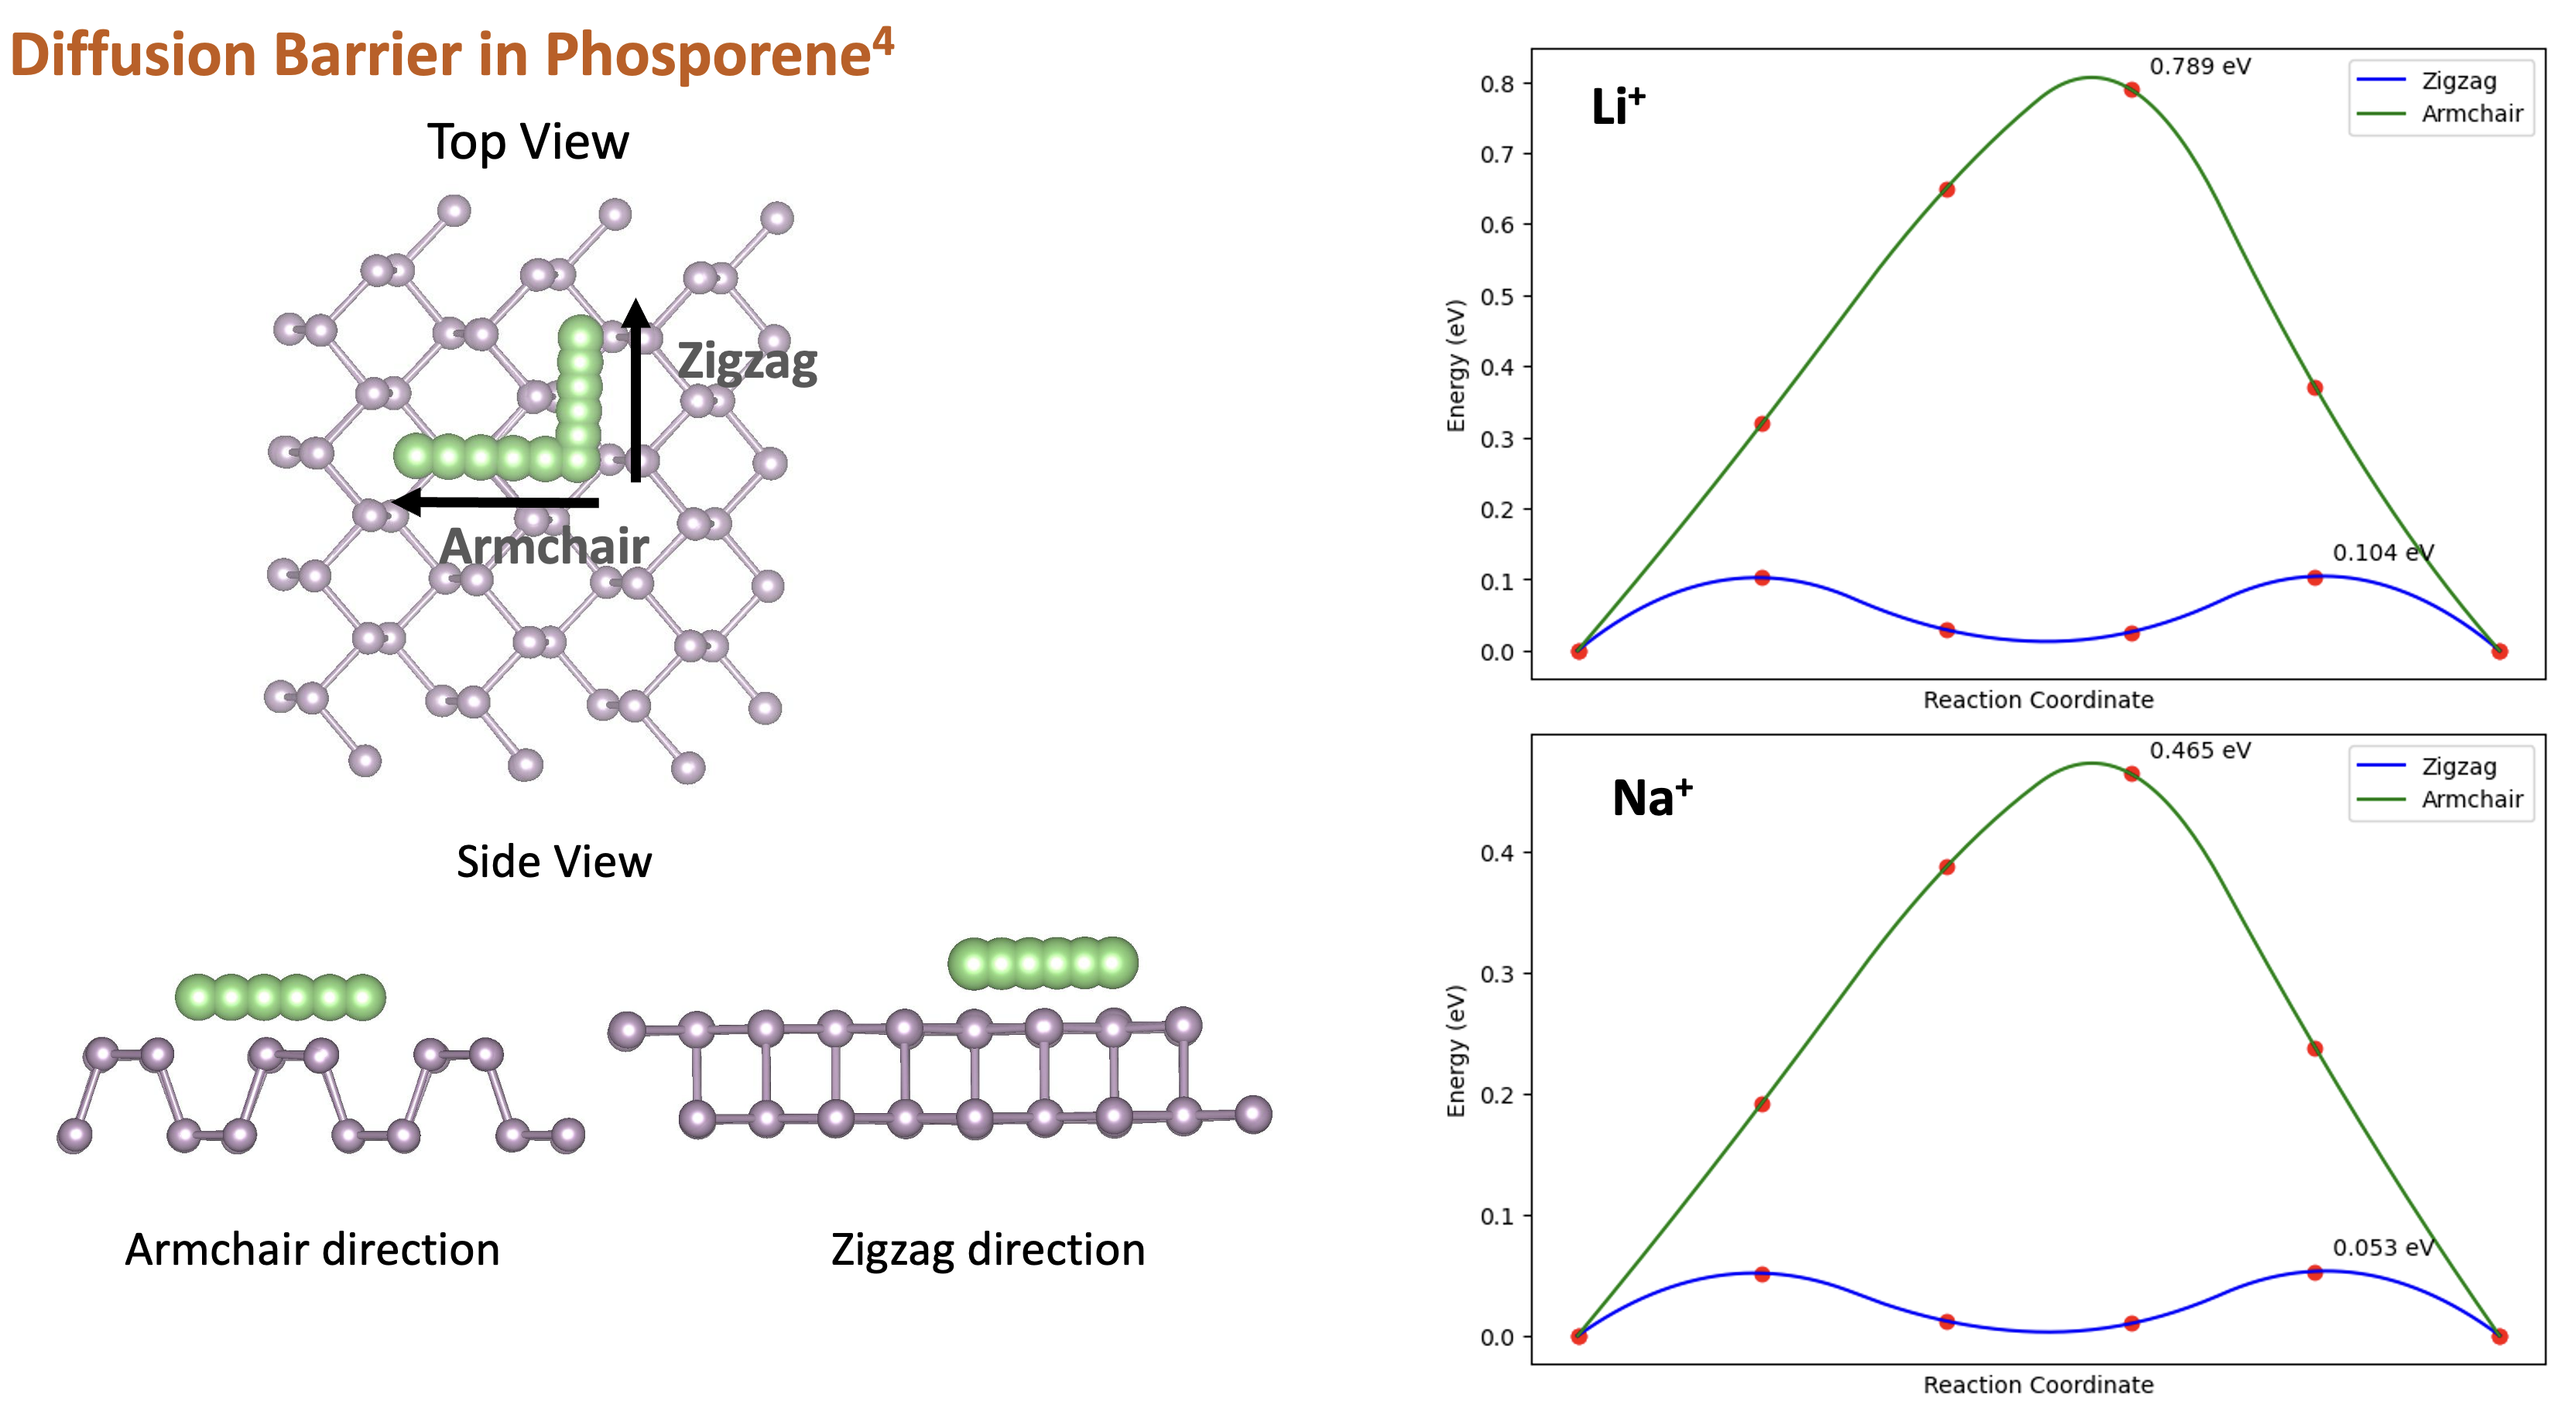 Diffusion Barrier in Phosporene⁴
Top View
Zigzag
Armchair
Side View
Armchair direction
Zigzag direction
Li⁺
0.789 eV
Zigzag
Armchair
0.8
0.7
0.6
0.5
0.4
0.3
0.2
0.1
0.0
Energy (eV)
0.104 eV
Reaction Coordinate
Na⁺
0.465 eV
Zigzag
Armchair
0.4
0.3
0.2
0.1
0.0
Energy (eV)
0.053 eV
Reaction Coordinate